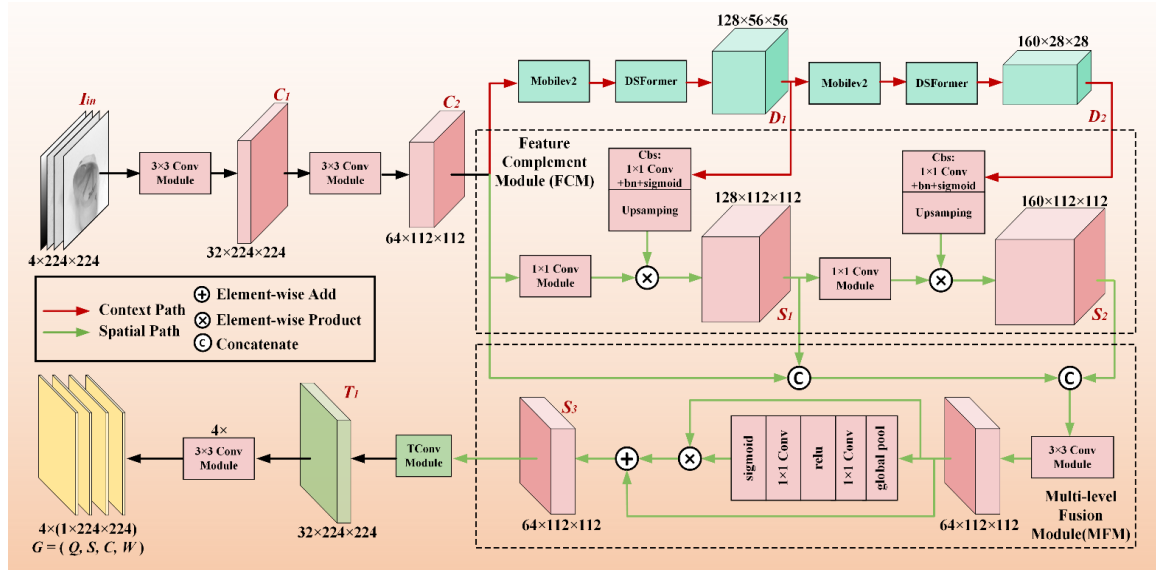 128×56×56
160×28×28
Mobilev2
DSFormer
Mobilev2
DSFormer
D1
D2
Iin
C1
C2
3×3 Conv
Module
3×3 Conv
Module
4×224×224
32×224×224
64×112×112
Feature
Complement
Module (FCM)
Cbs:
1×1 Conv
+bn+sigmoid
Upsamping
Cbs:
1×1 Conv
+bn+sigmoid
Upsamping
128×112×112
160×112×112
1×1 Conv
Module
×
1×1 Conv
Module
×
S1
S2
Context Path
Spatial Path
+ Element-wise Add
× Element-wise Product
C Concatenate
C
C
T1
S3
4×
3×3 Conv
Module
TConv
Module
+
×
sigmoid
1×1 Conv
relu
1×1 Conv
global pool
3×3 Conv
Module
4×(1×224×224)
G = ( Q, S, C, W )
32×224×224
64×112×112
64×112×112
Multi-level
Fusion
Module(MFM)